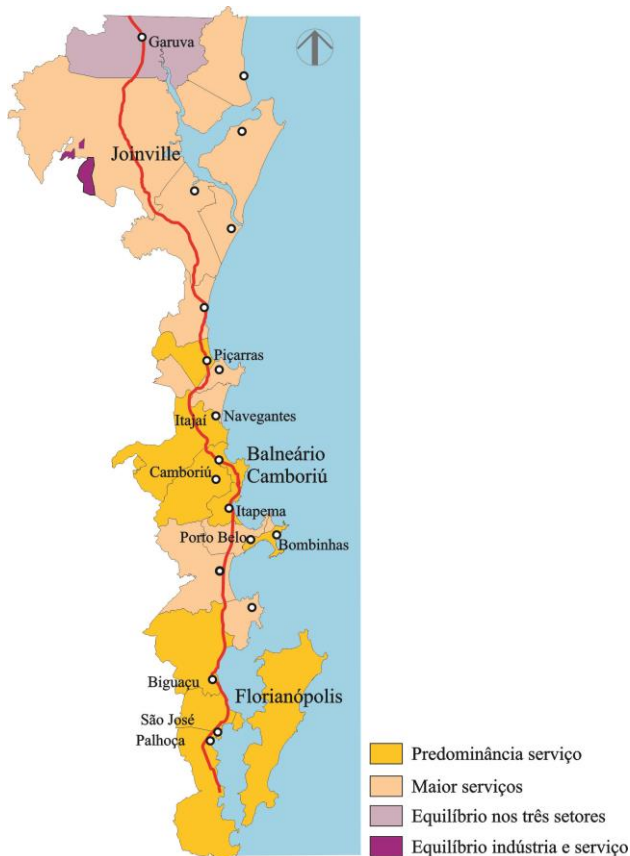 Garuva
Joinville
Piçarras
Itajaí
Navegantes
Balneário
Camboriú
Camboriú
Itapema
Porto Belo
Bombinhas
Biguaçu
Florianópolis
São José
Palhoça
Predominância serviço
Maior serviços
Equilíbrio nos três setores
Equilíbrio indústria e serviço